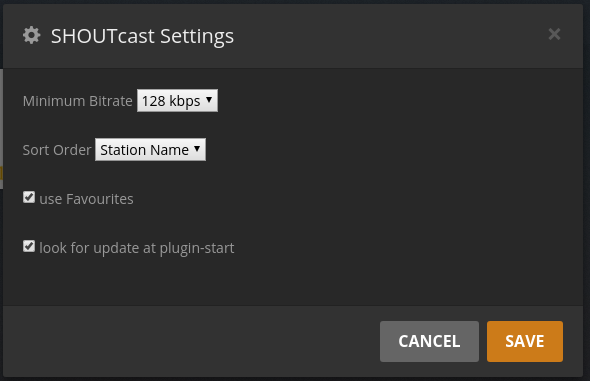 SHOUTcast Settings
Minimum Bitrate 128 kbps
Sort Order Station Name
use Favourites
look for update at plugin-start
CANCEL SAVE